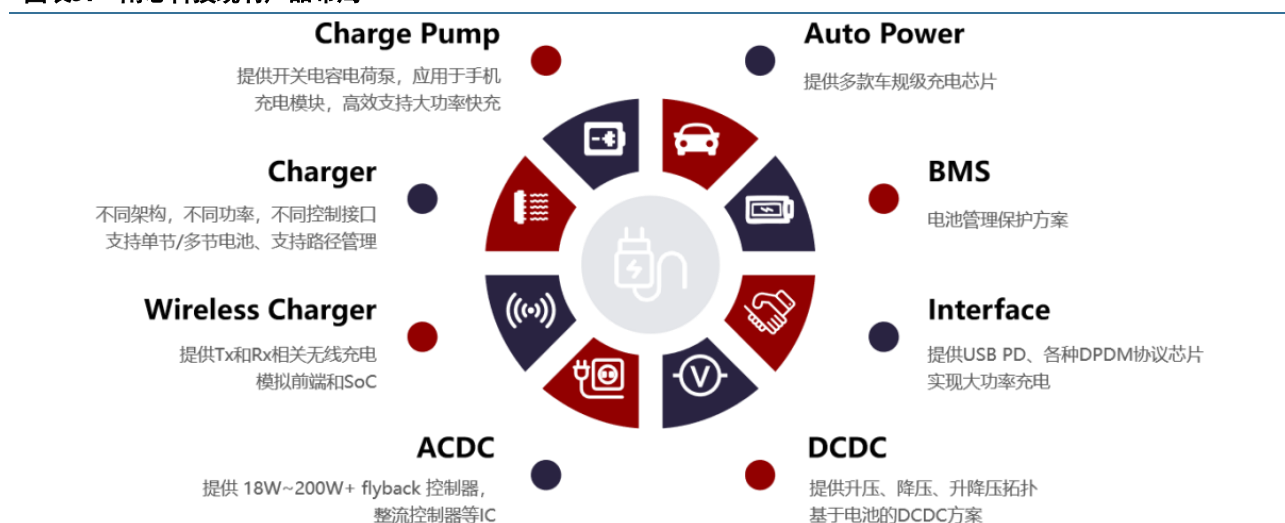 Charge Pump
提供开关电容电荷泵，应用于手机
充电模块，高效支持大功率快充
Charger
不同架构，不同功率，不同控制接口
支持单节/多节电池、支持路径管理
Wireless Charger
提供Tx和Rx相关无线充电
模拟前端和SoC
ACDC
提供 18W~200W+ flyback 控制器，
整流控制器等IC
Auto Power
提供多款车规级充电芯片
BMS
电池管理保护方案
Interface
提供USB PD、各种DPDM协议芯片
实现大功率充电
DCDC
提供升压、降压、升降压拓扑
基于电池的DCDC方案
V